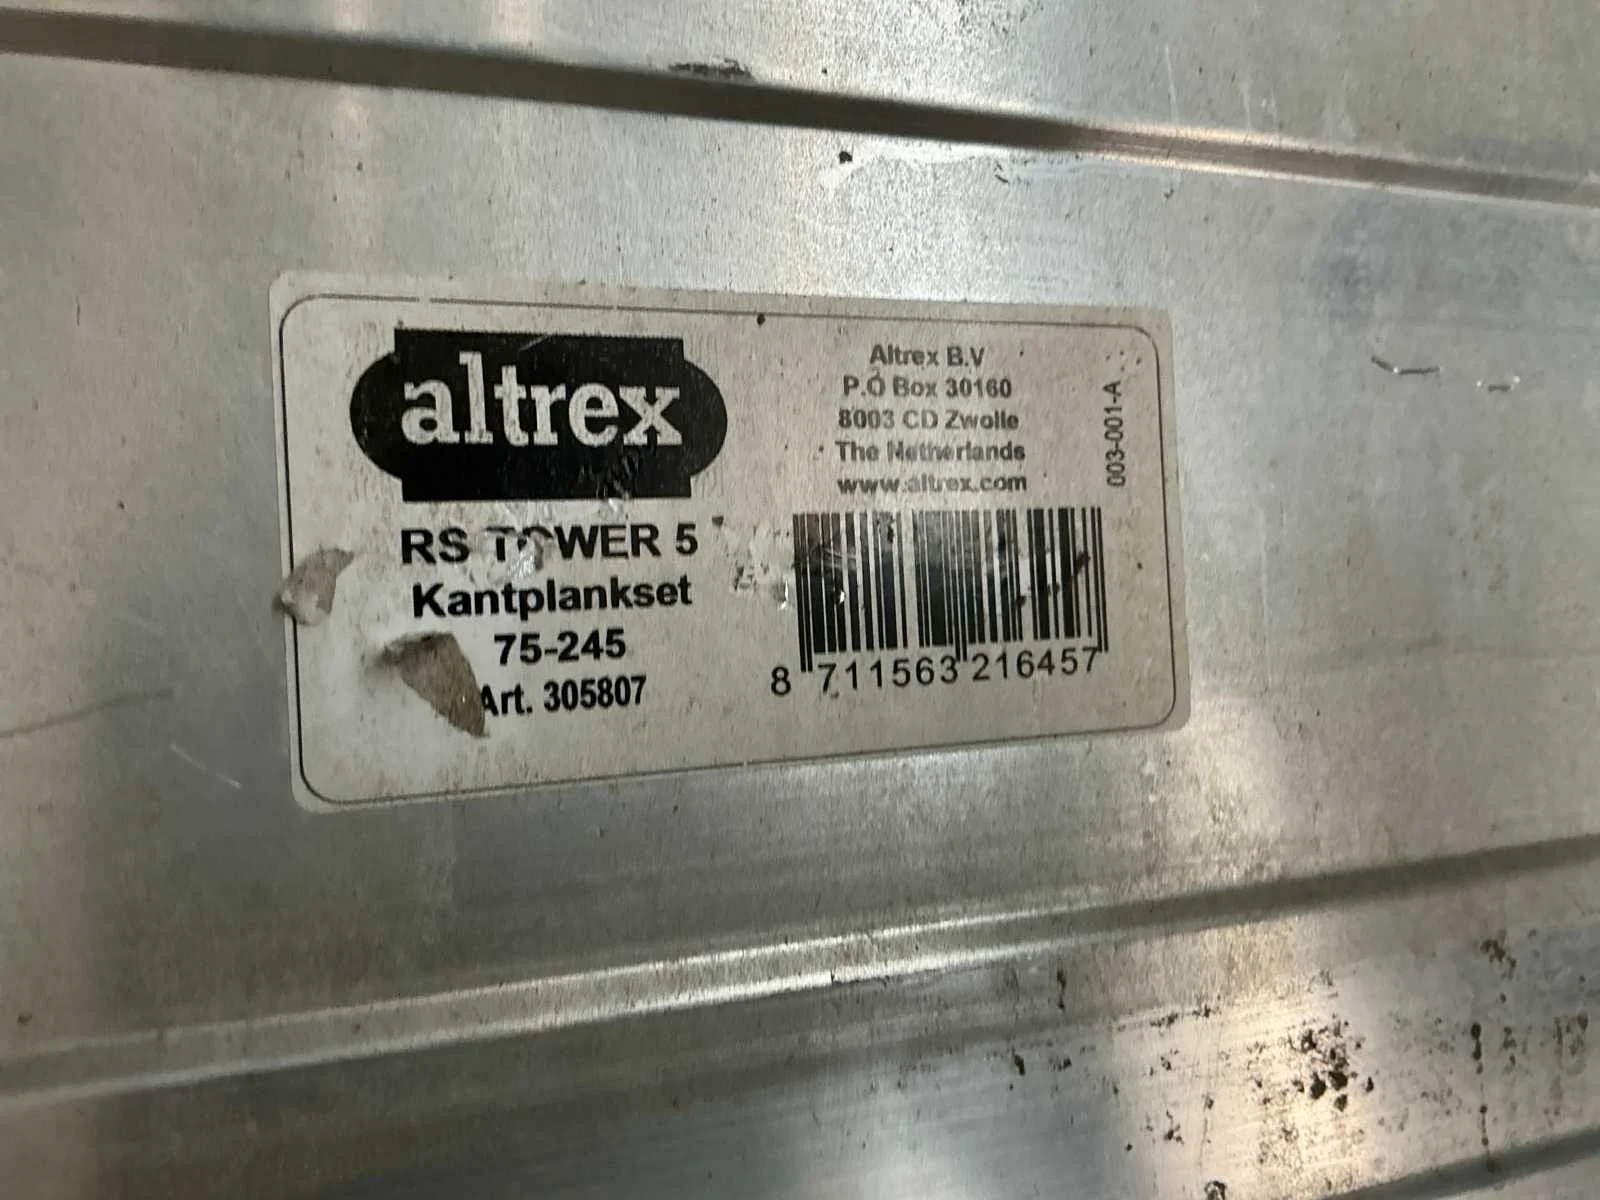 altrex
RS TOWER 5
Kantplankset
75-245
Art. 305807
Altrex B.V
P.O Box 30160
8003 CD Zwolle
The Netherlands
www.altrex.com
003-001-A
8 711563 216457